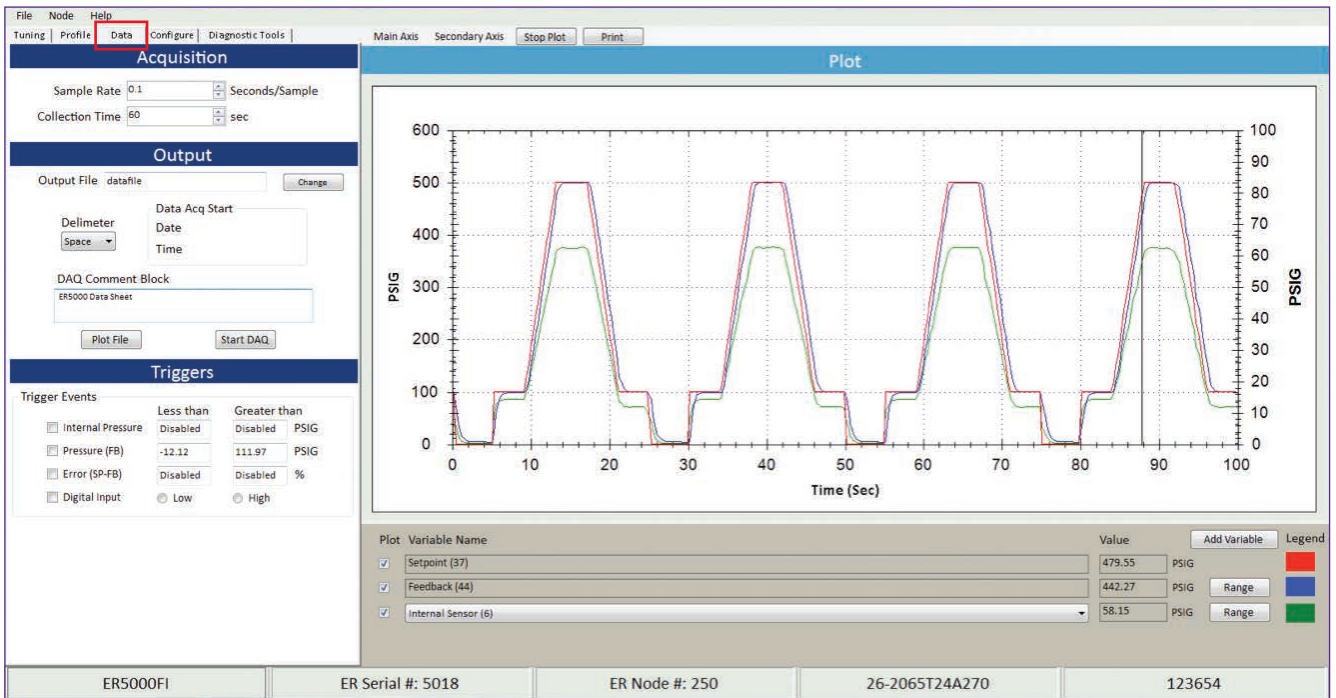 File Node Help
Tuning Profile Data Configure Diagnostic Tools
Main Axis Secondary Axis Stop Plot Print
Acquisition
Sample Rate 0.1 Seconds/Sample
Collection Time 60 sec
Output
Output File datafile Change
Delimeter
Space
Data Acq Start
Date
Time
DAQ Comment Block
ER5000 Data Sheet
Plot File Start DAQ
Triggers
Trigger Events
Less than Greater than
Internal Pressure Disabled Disabled PSIG
Pressure (FB) -12.12 111.97 PSIG
Error (SP-FB) Disabled Disabled %
Digital Input Low High
Plot
600
500
400
300
200
100
0
PSIG
100
90
80
70
60
50
40
30
20
10
0
PSIG
0 10 20 30 40 50 60 70 80 90 100
Time (Sec)
Plot Variable Name Value Add Variable Legend
Setpoint (37) 479.55 PSIG
Feedback (44) 442.27 PSIG Range
Internal Sensor (6) 58.15 PSIG Range
ER5000FI ER Serial #: 5018 ER Node #: 250 26-2065T24A270 123654